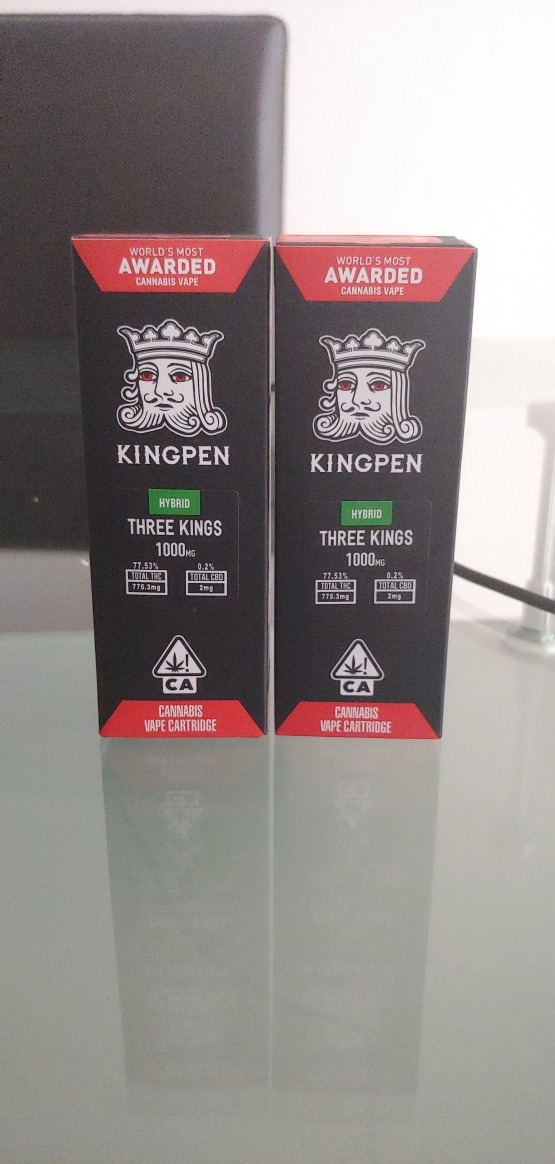 WORLD'S MOST
AWARDED
CANNABIS VAPE
KINGPEN
HYBRID
THREE KINGS
1000MG
77.53% 0.2%
TOTAL THC TOTAL CBD
775.3mg 2mg
!
CA
CANNABIS
VAPE CARTRIDGE
WORLD'S MOST
AWARDED
CANNABIS VAPE
KINGPEN
HYBRID
THREE KINGS
1000MG
77.53% 0.2%
TOTAL THC TOTAL CBD
775.3mg 2mg
!
CA
CANNABIS
VAPE CARTRIDGE